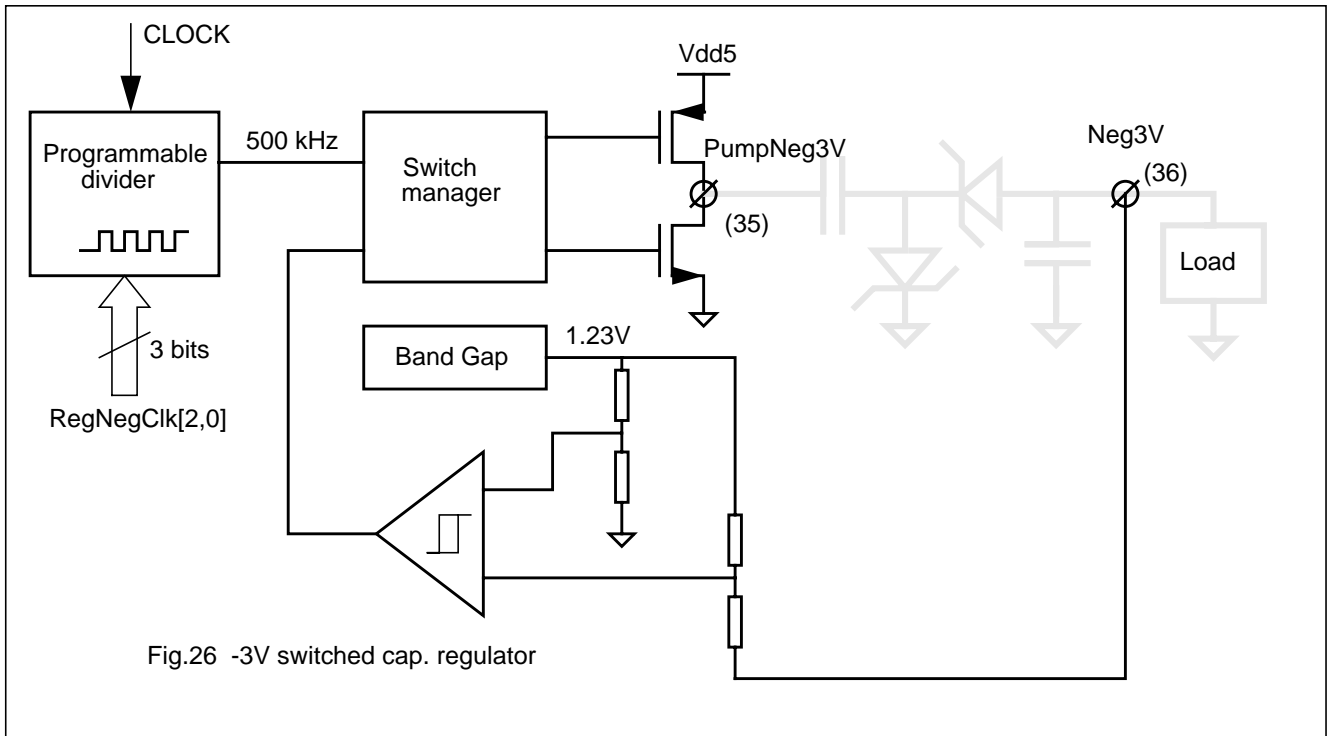 CLOCK
Vdd5
Programmable
divider
500 kHz
Switch
manager
PumpNeg3V
(35)
Neg3V
(36)
Load
3 bits
RegNegClk[2,0]
Band Gap
1.23V
Fig.26 -3V switched cap. regulator